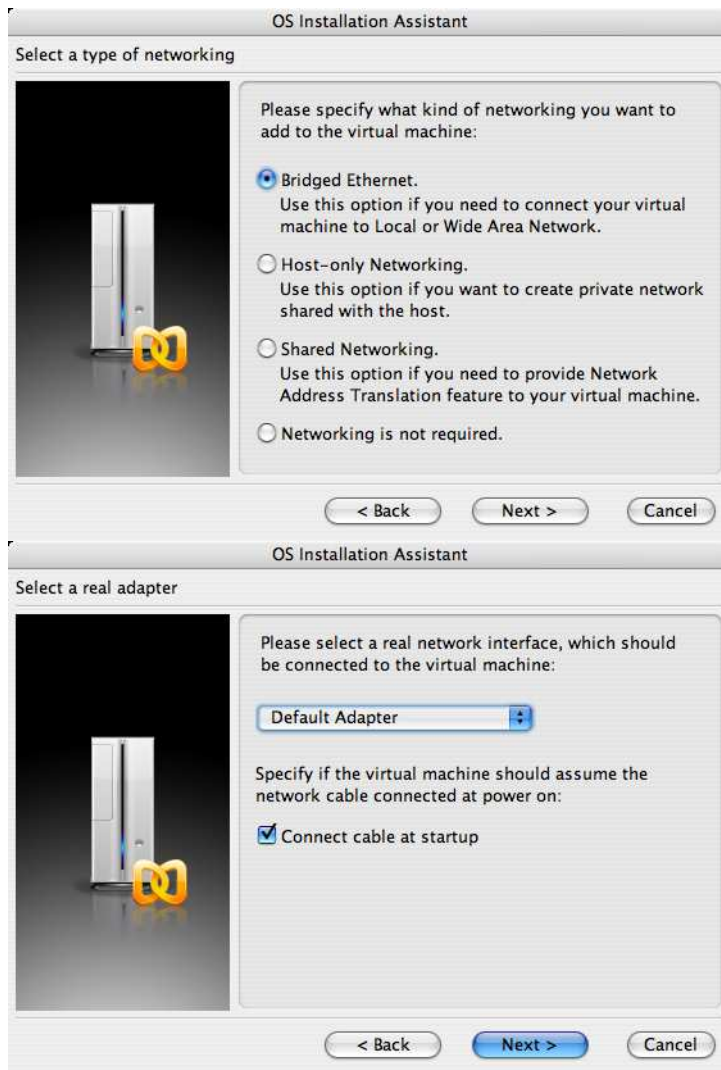 OS Installation Assistant
Select a type of networking
Please specify what kind of networking you want to
add to the virtual machine:
Bridged Ethernet.
Use this option if you need to connect your virtual
machine to Local or Wide Area Network.
Host-only Networking.
Use this option if you want to create private network
shared with the host.
Shared Networking.
Use this option if you need to provide Network
Address Translation feature to your virtual machine.
Networking is not required.
< Back Next > Cancel
OS Installation Assistant
Select a real adapter
Please select a real network interface, which should
be connected to the virtual machine:
Default Adapter
Specify if the virtual machine should assume the
network cable connected at power on:
Connect cable at startup
< Back Next > Cancel